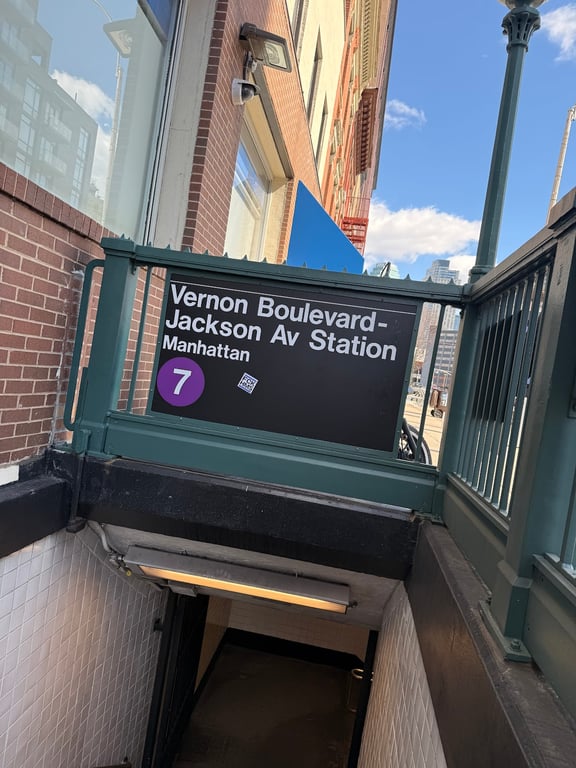 Vernon Boulevard-
Jackson Av Station
Manhattan
7